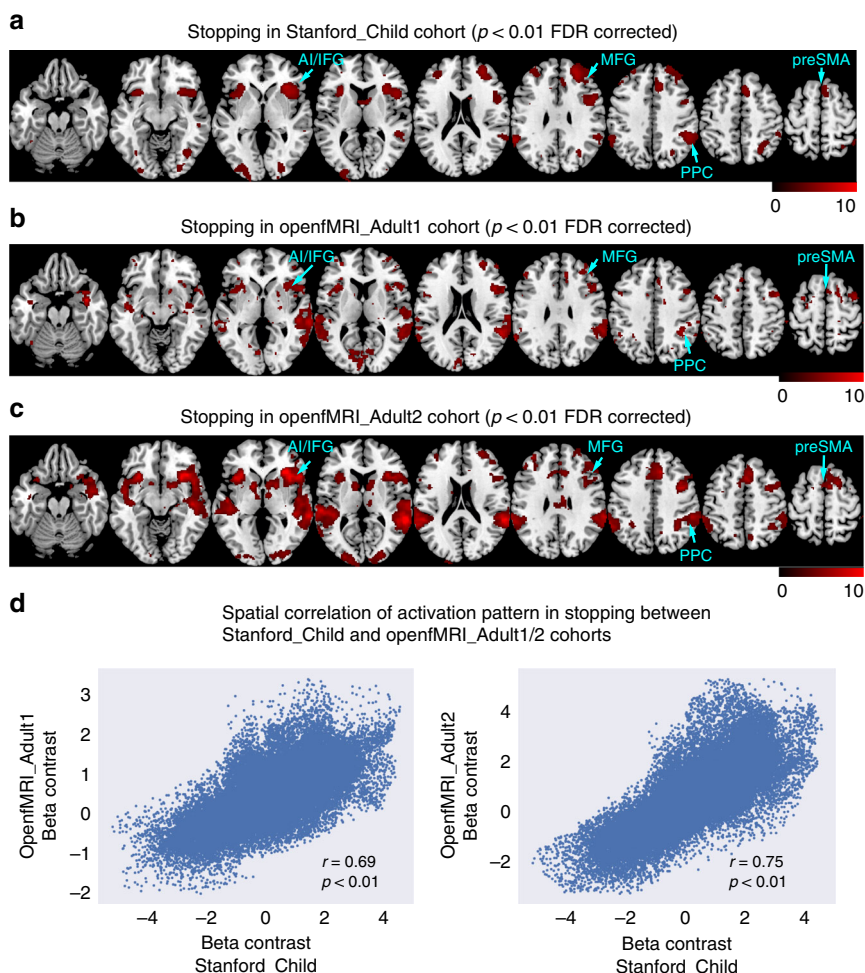 a
Stopping in Stanford_Child cohort (p < 0.01 FDR corrected)
AI/IFG
MFG
preSMA
PPC
0 10
b
Stopping in openfMRI_Adult1 cohort (p < 0.01 FDR corrected)
AI/IFG
MFG
preSMA
PPC
0 10
c
Stopping in openfMRI_Adult2 cohort (p < 0.01 FDR corrected)
AI/IFG
MFG
preSMA
PPC
0 10
d
Spatial correlation of activation pattern in stopping between
Stanford_Child and openfMRI_Adult1/2 cohorts
OpenfMRI_Adult1
Beta contrast
3
2
1
0
–1
–2
r = 0.69
p < 0.01
–4 –2 0 2 4
Beta contrast
Stanford_Child
OpenfMRI_Adult2
Beta contrast
4
2
0
–2
r = 0.75
p < 0.01
–4 –2 0 2 4
Beta contrast
Stanford_Child